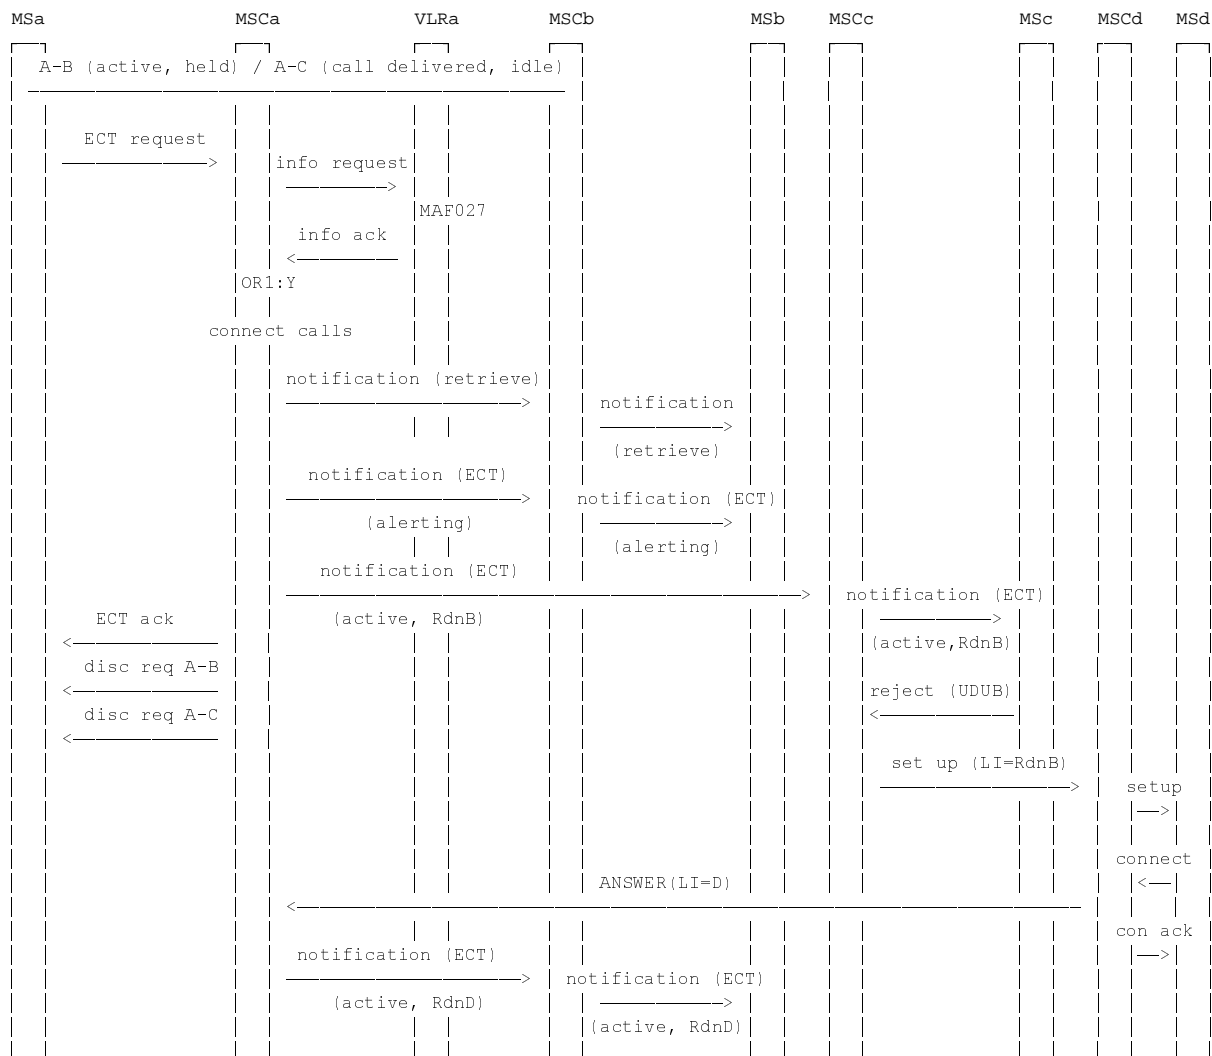 MSa MSCa VLRa MSCb MSb MSCc MSc MSCd MSd
A-B (active, held) / A-C (call delivered, idle)
ECT request
info request
MAF027
info ack
OR1:Y
connect calls
notification (retrieve)
notification
(retrieve)
notification (ECT)
notification (ECT)
(alerting)
(alerting)
notification (ECT)
notification (ECT)
ECT ack (active, RdnB)
(active,RdnB)
disc req A-B
reject (UDUB)
disc req A-C
set up (LI=RdnB)
setup
connect
ANSWER(LI=D)
con ack
notification (ECT)
notification (ECT)
(active, RdnD)
(active, RdnD)